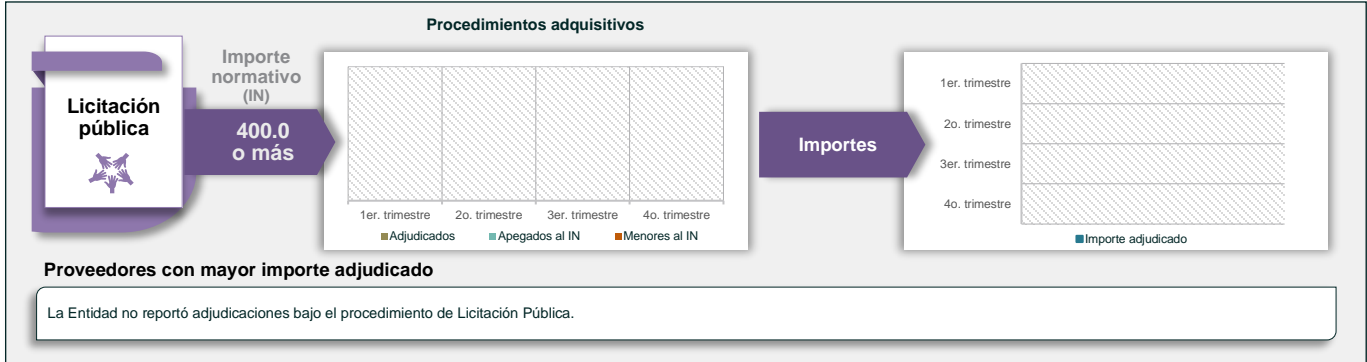 Procedimientos adquisitivos
Licitación
pública
Importe
normativo
(IN)
400.0
o más
1er. trimestre
2o. trimestre
3er. trimestre
4o. trimestre
Adjudicados
Apegados al IN
Menores al IN
Importes
1er. trimestre
2o. trimestre
3er. trimestre
4o. trimestre
Importe adjudicado
Proveedores con mayor importe adjudicado
La Entidad no reportó adjudicaciones bajo el procedimiento de Licitación Pública.